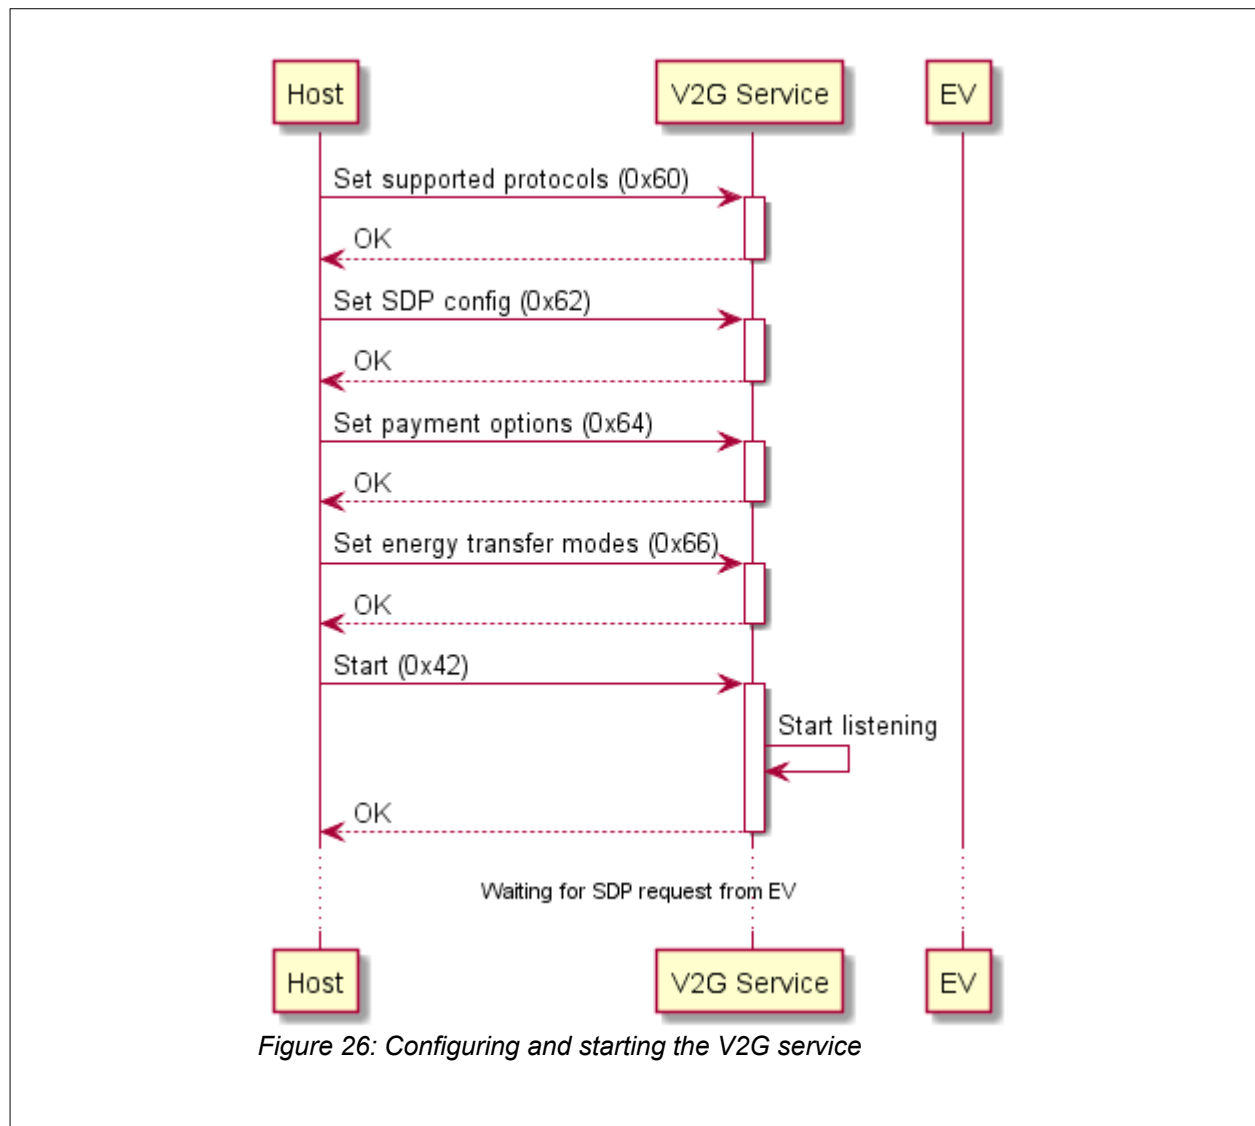 Host
V2G Service
EV
Set supported protocols (0x60)
OK
Set SDP config (0x62)
OK
Set payment options (0x64)
OK
Set energy transfer modes (0x66)
OK
Start (0x42)
Start listening
OK
Waiting for SDP request from EV
Host
V2G Service
EV
Figure 26: Configuring and starting the V2G service